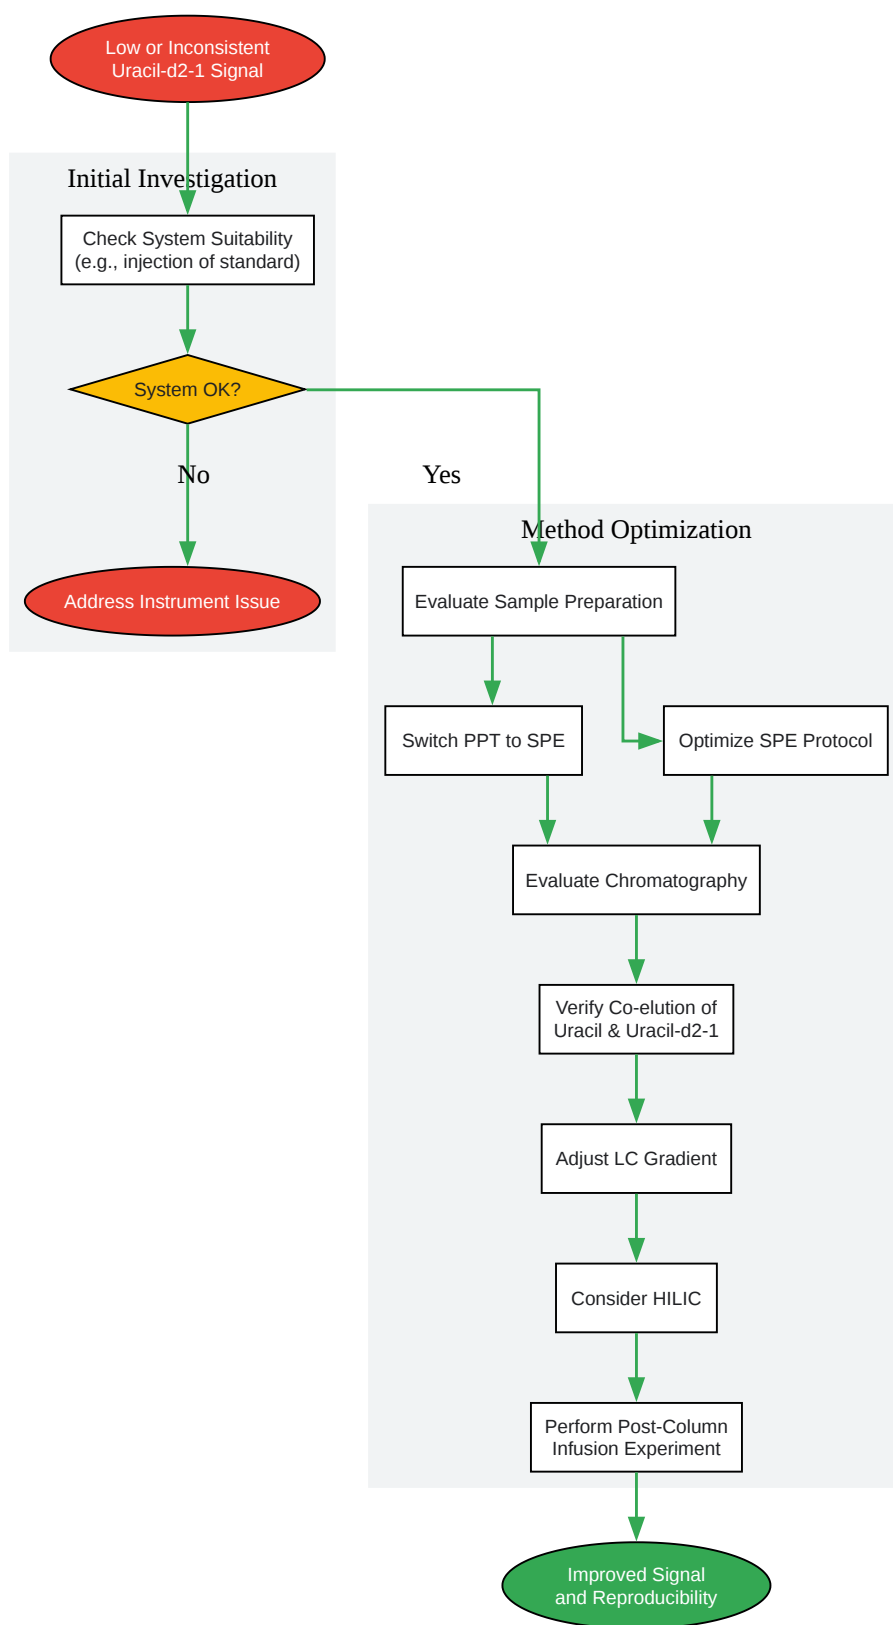 Low or Inconsistent
Uracil-d2-1 Signal
Initial Investigation
Check System Suitability
(e.g., injection of standard)
System OK?
No
Yes
Address Instrument Issue
Method Optimization
Evaluate Sample Preparation
Switch PPT to SPE
Optimize SPE Protocol
Evaluate Chromatography
Verify Co-elution of
Uracil & Uracil-d2-1
Adjust LC Gradient
Consider HILIC
Perform Post-Column
Infusion Experiment
Improved Signal
and Reproducibility